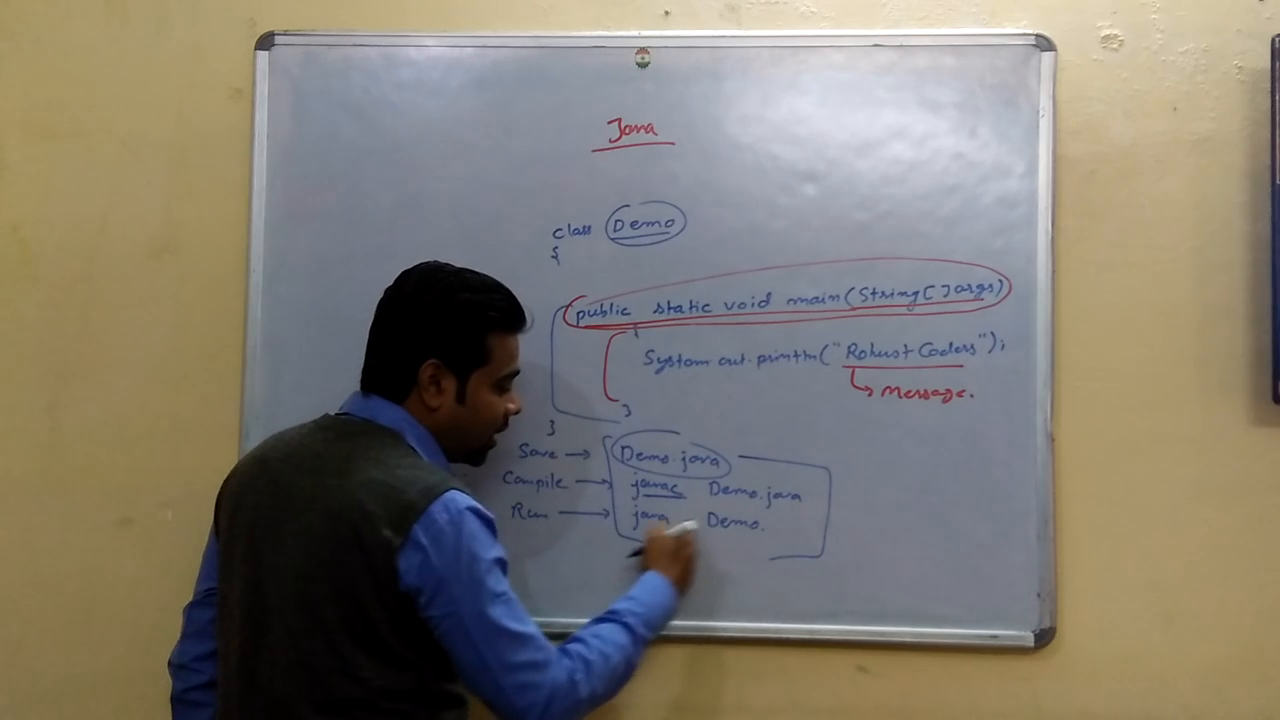 Java
class Demo
{
public static void main(String[]args)
{
System.out.println("Robust Coders");
Message.
}
}
Save → Demo.java
Compile → javac Demo.java
Run → java Demo.